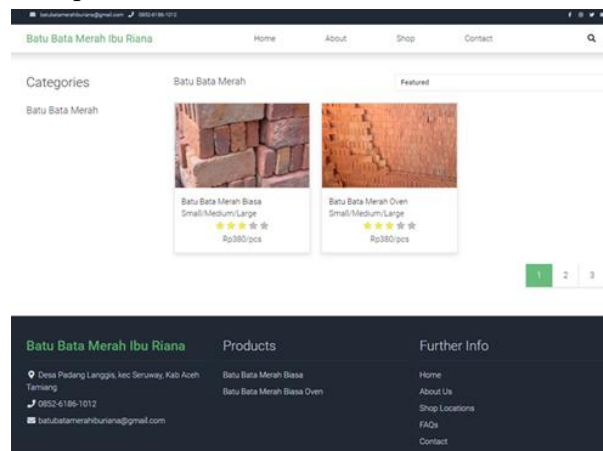 batubatamerahiburiana@gmail.com 0852-6186-1012
Batu Bata Merah Ibu Riana
Home About Shop Contact
Categories
Batu Bata Merah
Batu Bata Merah
Featured
Batu Bata Merah Biasa
Small/Medium/Large
Rp380/pcs
Batu Bata Merah Oven
Small/Medium/Large
Rp380/pcs
1 2 3
Batu Bata Merah Ibu Riana
Desa Padang Langgis, kec Seruway, Kab Aceh
Tamiang
0852-6186-1012
batubatamerahiburiana@gmail.com
Products
Batu Bata Merah Biasa
Batu Bata Merah Biasa Oven
Further Info
Home
About Us
Shop Locations
FAQs
Contact